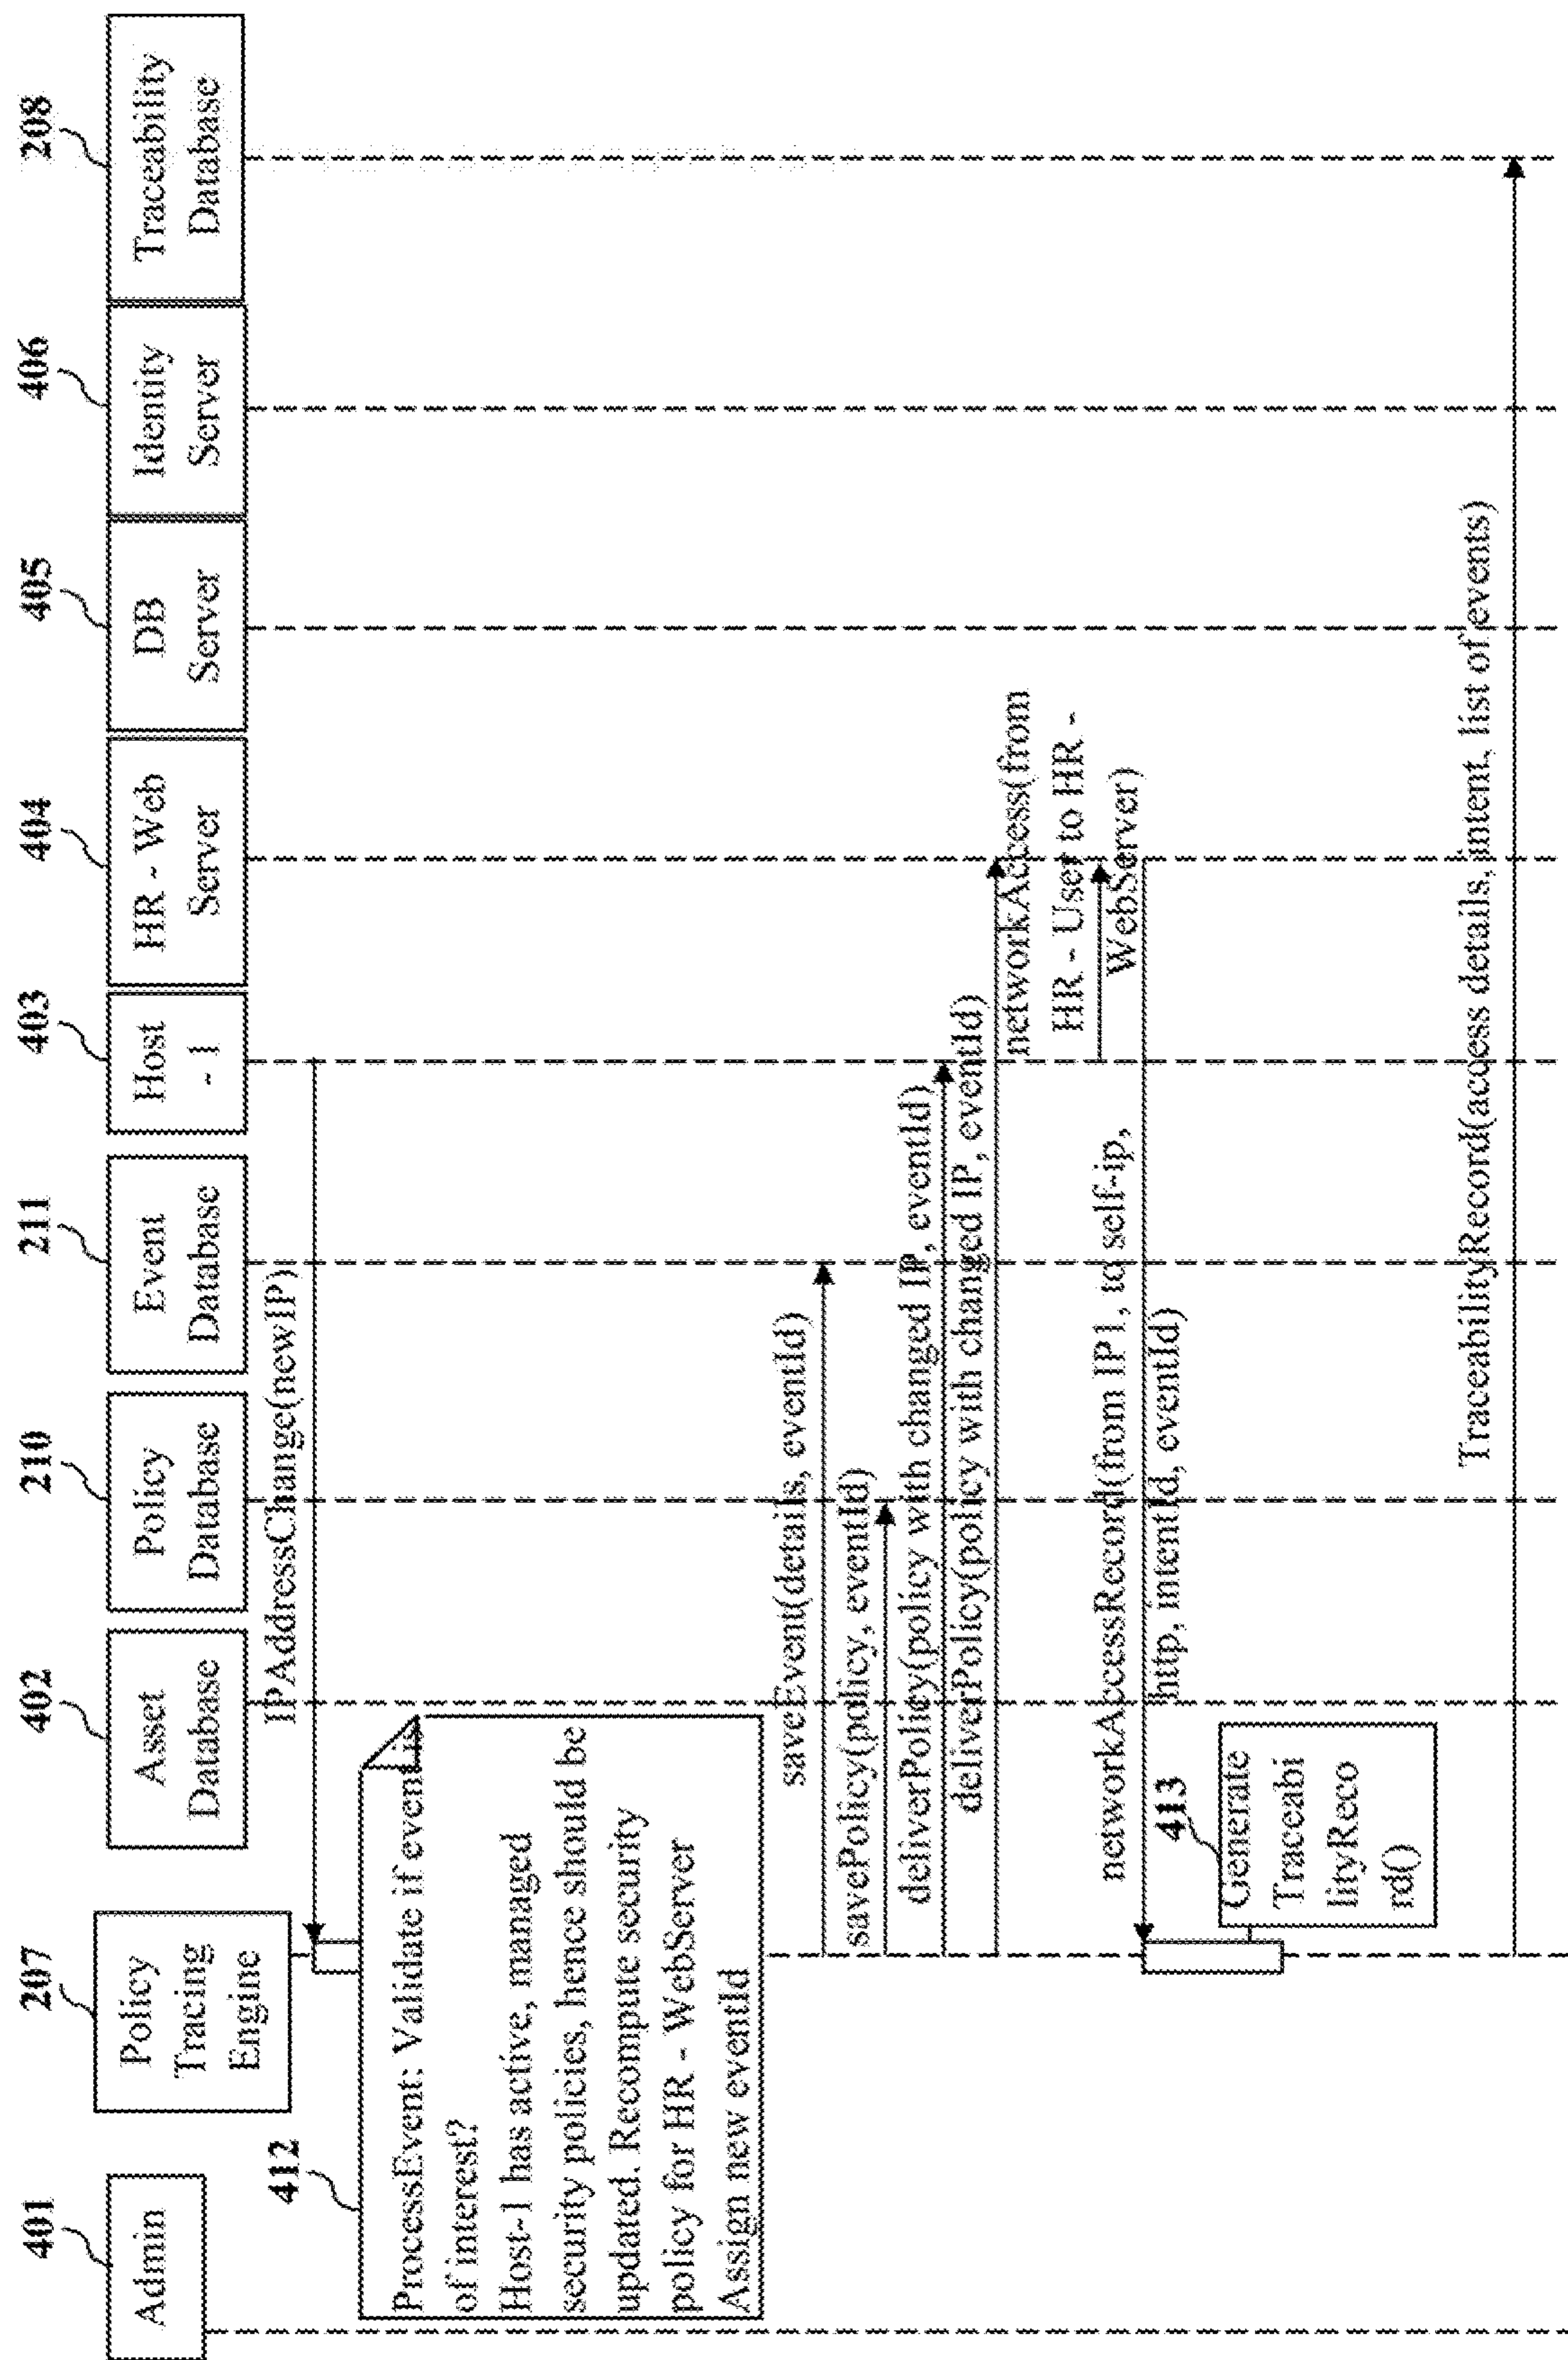 401
207
402
210
211
403
404
405
406
208
Admin
Policy
Tracing
Engine
Asset
Database
Policy
Database
Event
Database
Host
- 1
HR - Web
Server
DB
Server
Identity
Server
Traceability
Database
IPAddressChange(newIP)
412
ProcessEvent: Validate if event is
of interest?
Host-1 has active, managed
security policies, hence should be
updated. Recompute security
policy for HR - WebServer
Assign new eventId
saveEvent(details, eventId)
savePolicy(policy, eventId)
deliverPolicy(policy with changed IP, eventId)
deliverPolicy(policy with changed IP, eventId)
networkAccess(from
HR - User to HR -
WebServer)
networkAccessRecord(from IP1, to self-ip,
http, intentId, eventId)
413
Generate
Traceabi
lityReco
rd()
TraceabilityRecord(access details, intent, list of events)